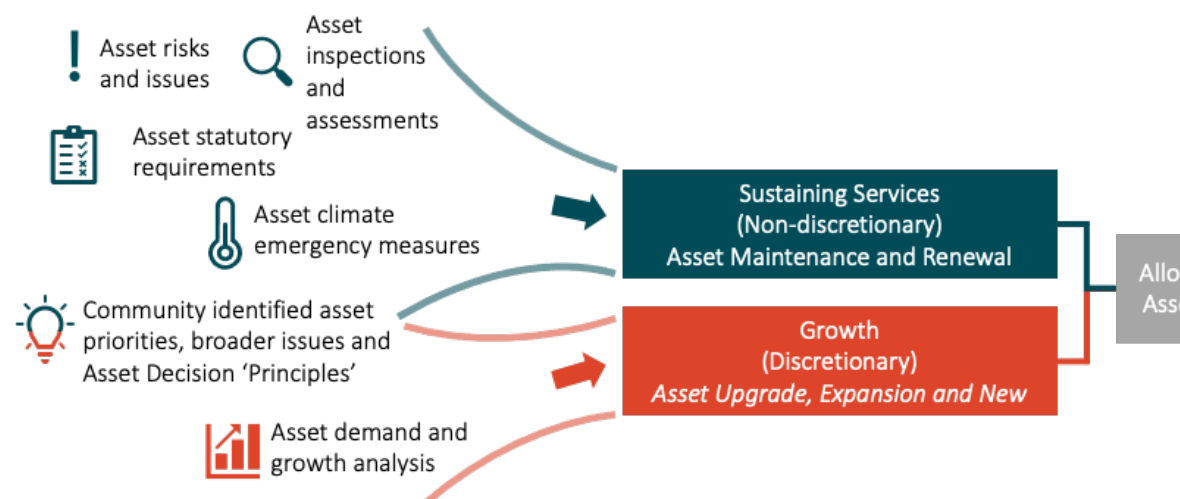 Asset risks
and issues
Asset
inspections
and
assessments
Asset statutory
requirements
Asset climate
emergency measures
Community identified asset
priorities, broader issues and
Asset Decision ‘Principles’
Asset demand and
growth analysis
Sustaining Services
(Non-discretionary)
Asset Maintenance and Renewal
Growth
(Discretionary)
Asset Upgrade, Expansion and New